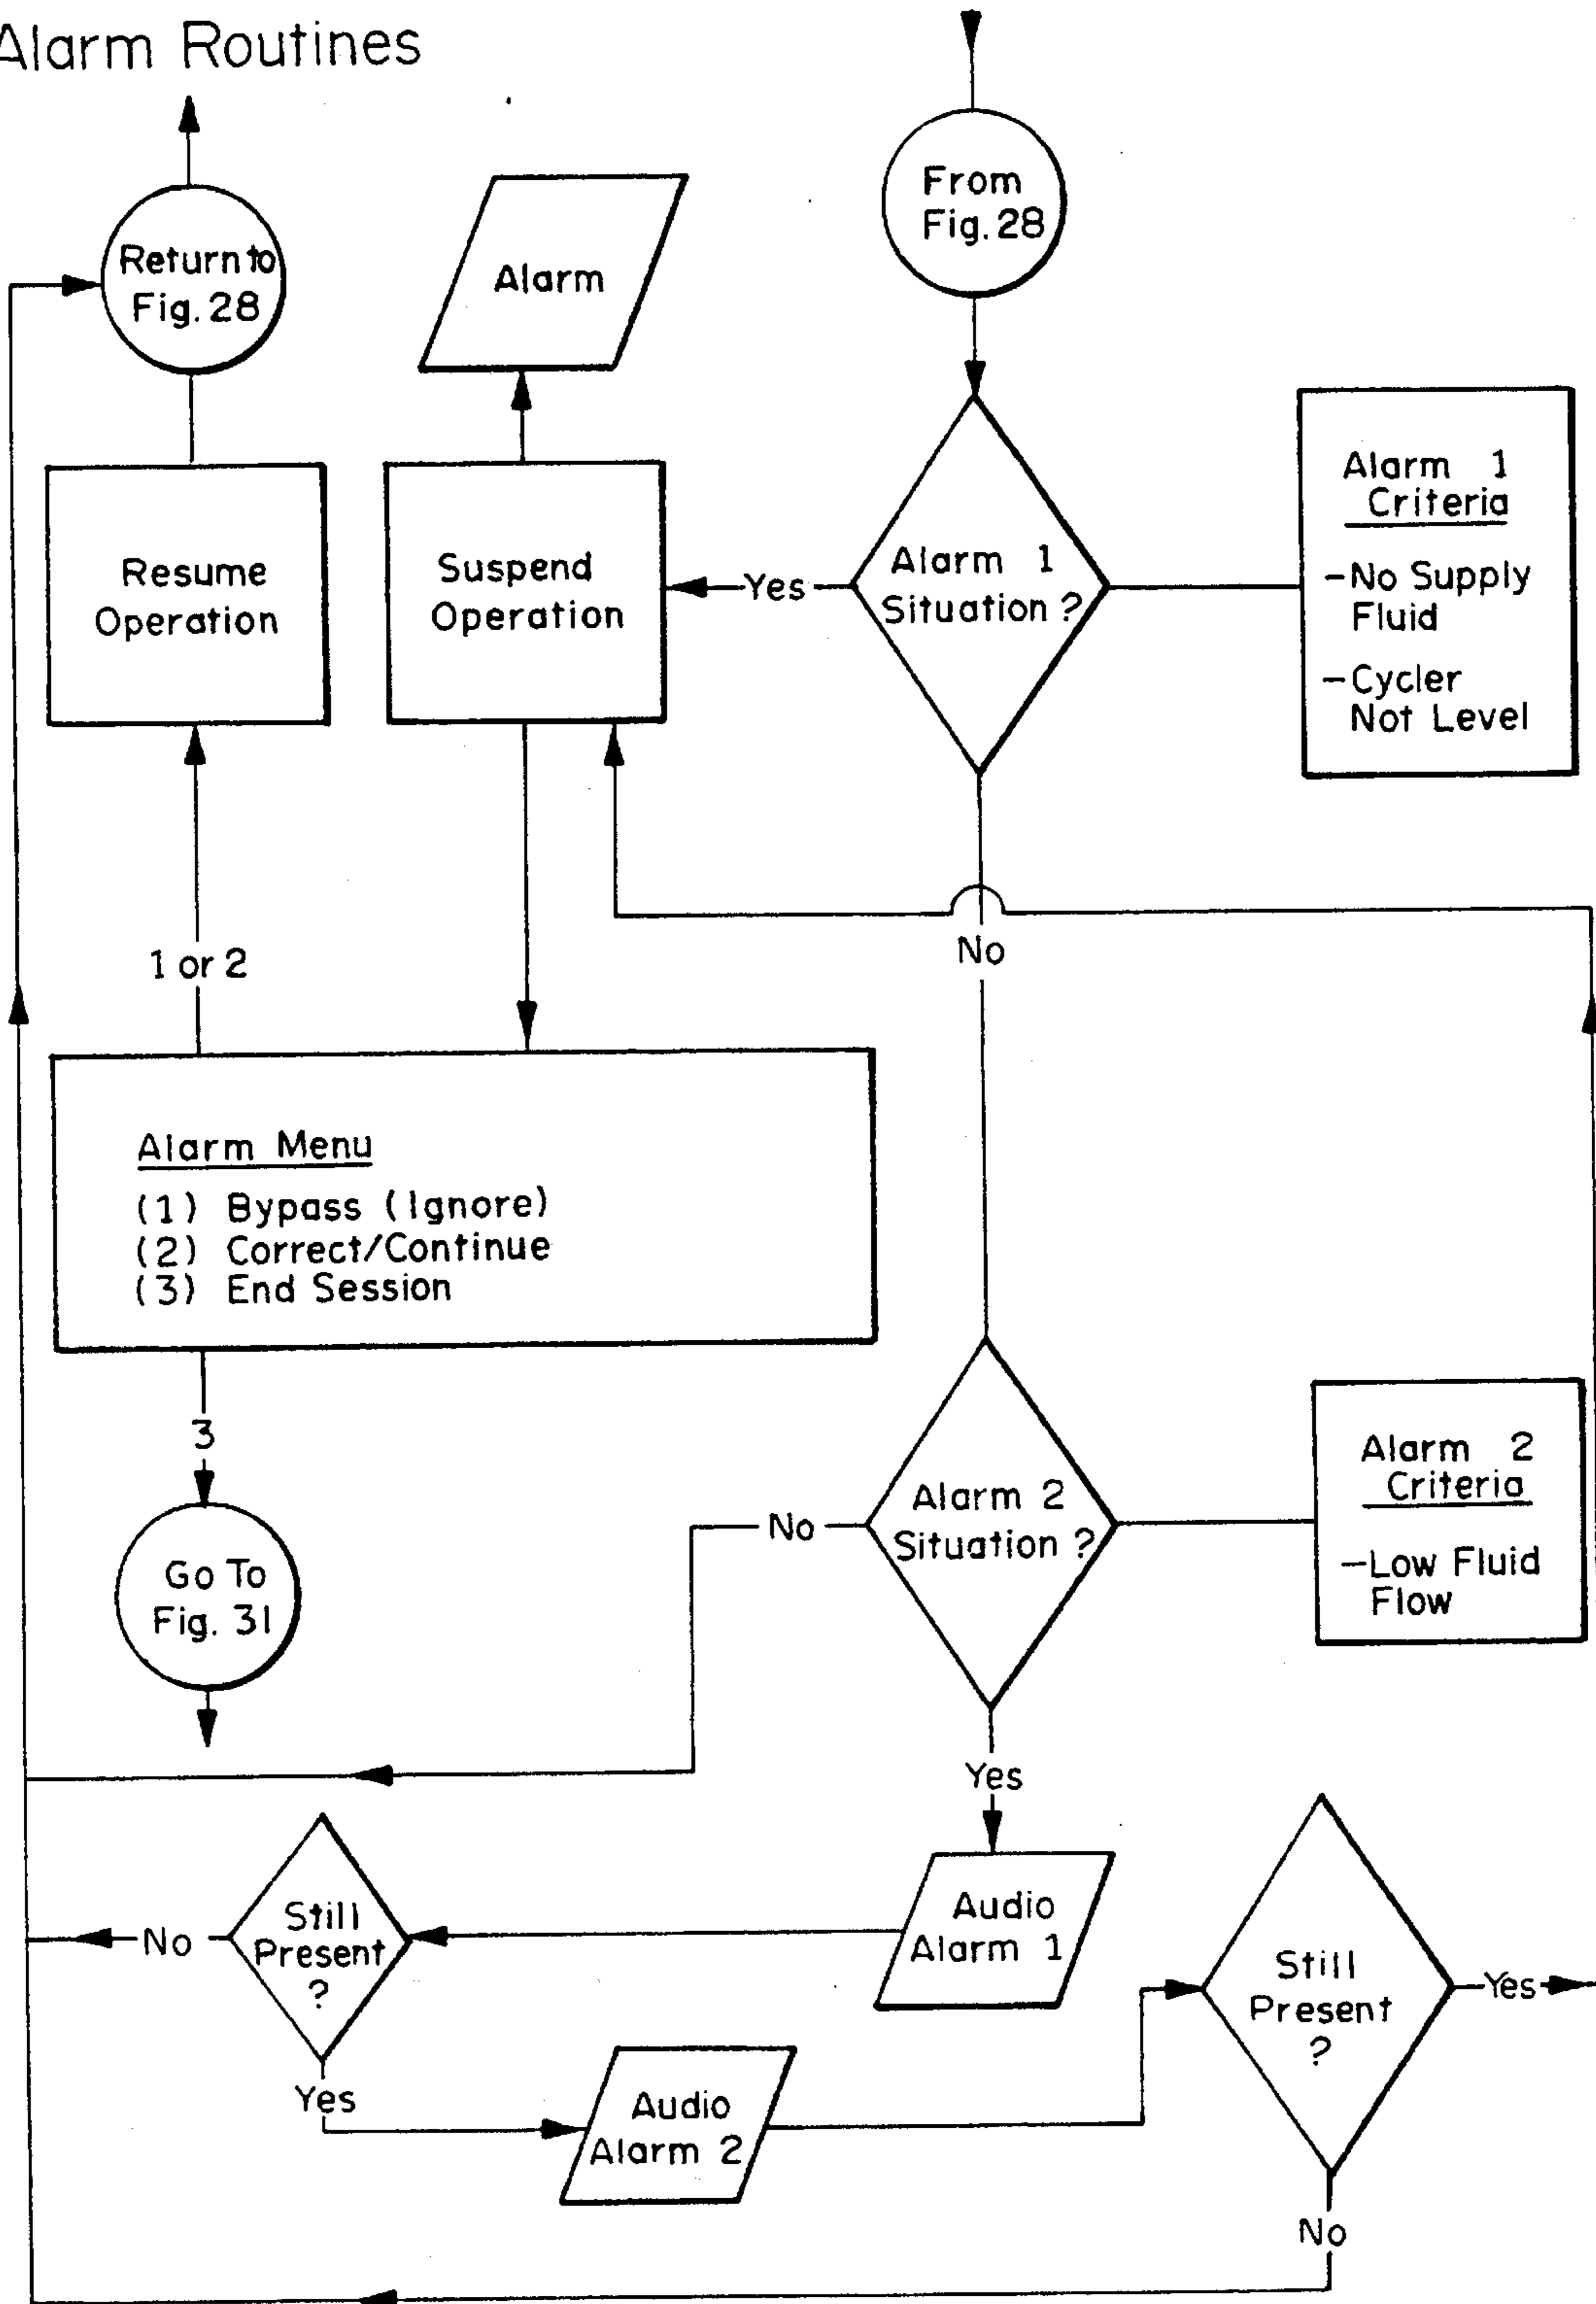 Alarm Routines
From
Fig. 28
Return to
Fig. 28
Alarm
Alarm 1
Criteria
-No Supply
Fluid
-Cycler
Not Level
Resume
Operation
Suspend
Operation
Yes
Alarm 1
Situation ?
No
1 or 2
Alarm Menu
(1) Bypass (Ignore)
(2) Correct/Continue
(3) End Session
3
Go To
Fig. 31
No
Alarm 2
Situation ?
Alarm 2
Criteria
-Low Fluid
Flow
Yes
No
Still
Present
?
Audio
Alarm 1
Still
Present
?
Yes
Yes
Audio
Alarm 2
No